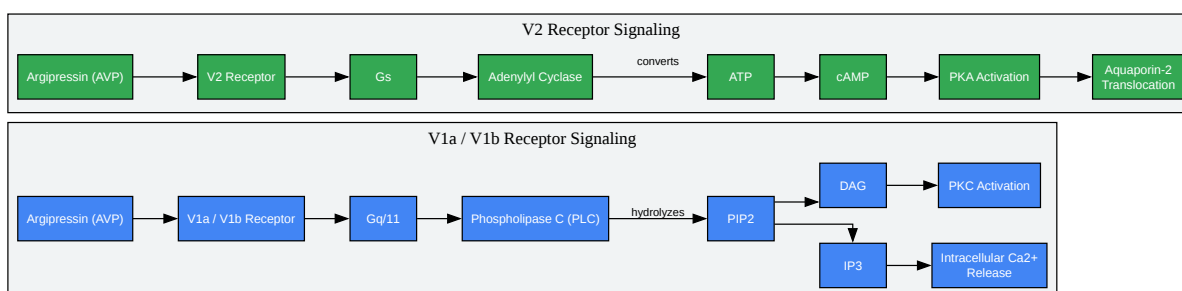 V2 Receptor Signaling
Argipressin (AVP)
V2 Receptor
Gs
Adenylyl Cyclase
converts
ATP
cAMP
PKA Activation
Aquaporin-2
Translocation
V1a / V1b Receptor Signaling
Argipressin (AVP)
V1a / V1b Receptor
Gq/11
Phospholipase C (PLC)
hydrolyzes
PIP2
DAG
PKC Activation
IP3
Intracellular Ca2+
Release